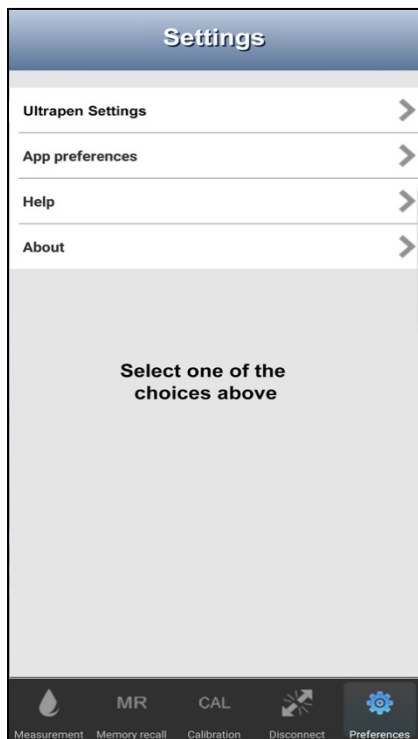 Settings
Ultrapen Settings
App preferences
Help
About
Select one of the
choices above
MR
CAL
Measurement
Memory recall
Calibration
Disconnect
Preferences